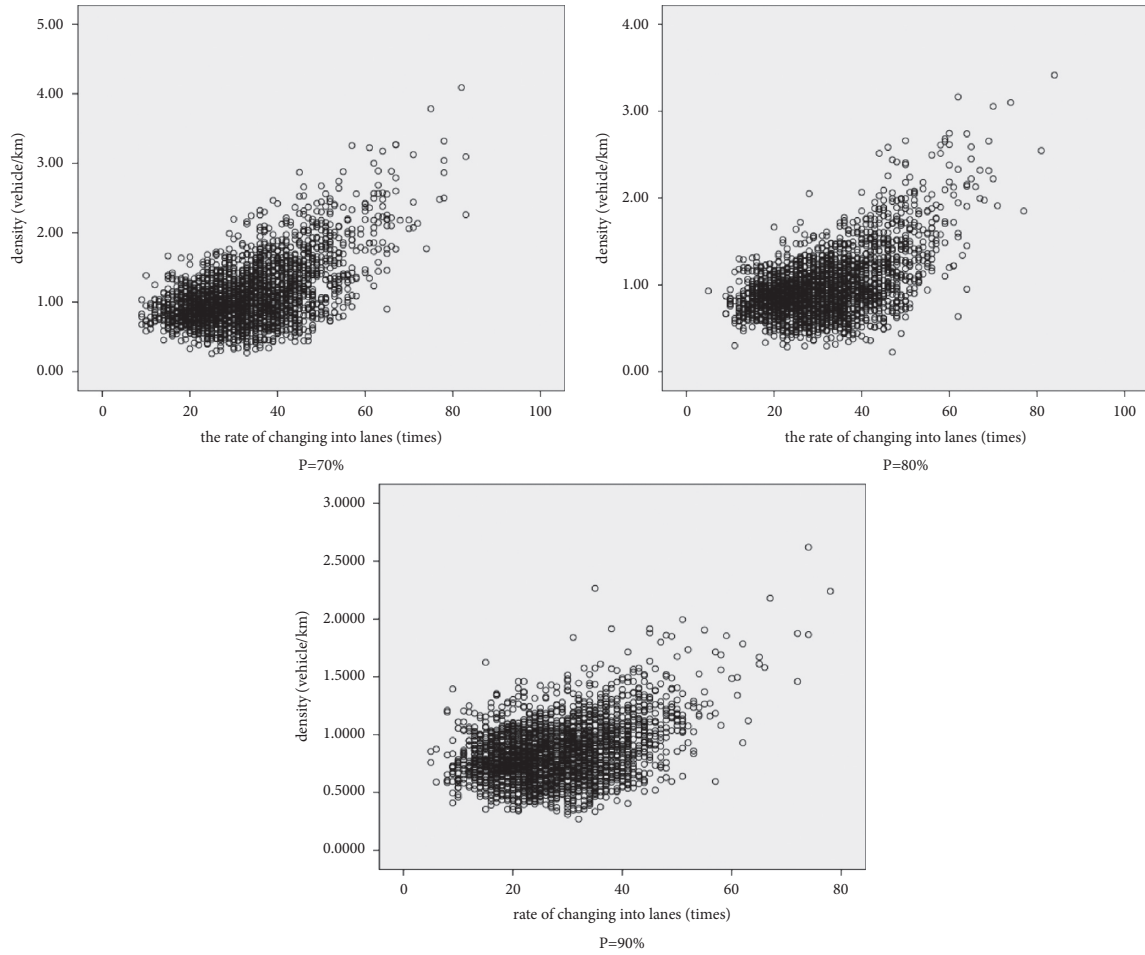 5.00
4.00
3.00
2.00
1.00
0.00
density (vehicle/km)
0 20 40 60 80 100
the rate of changing into lanes (times)
P=70%
4.00
3.00
2.00
1.00
0.00
density (vehicle/km)
0 20 40 60 80 100
the rate of changing into lanes (times)
P=80%
3.0000
2.5000
2.0000
1.5000
1.0000
0.5000
0.0000
density (vehicle/km)
0 20 40 60 80
rate of changing into lanes (times)
P=90%